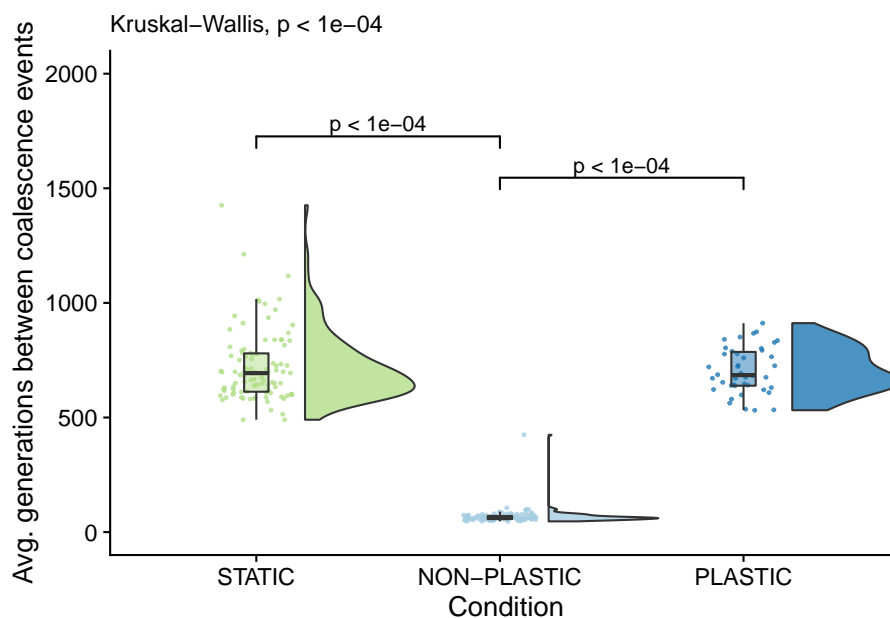 Kruskal−Wallis, p < 1e−04
Avg. generations between coalescence events
2000
1500
1000
500
0
p < 1e−04
p < 1e−04
STATIC
NON−PLASTIC
PLASTIC
Condition